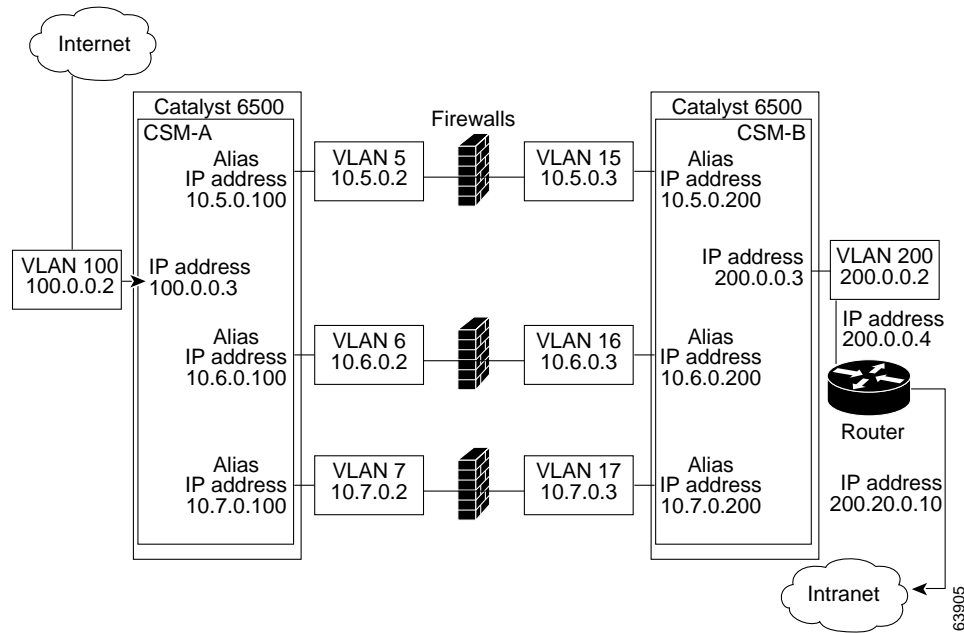 Internet
Catalyst 6500
CSM-A
Alias
IP address
10.5.0.100
VLAN 5
10.5.0.2
Firewalls
VLAN 15
10.5.0.3
Catalyst 6500
CSM-B
Alias
IP address
10.5.0.200
VLAN 100
100.0.0.2
IP address
100.0.0.3
IP address
200.0.0.3
VLAN 200
200.0.0.2
IP address
200.0.0.4
Alias
IP address
10.6.0.100
VLAN 6
10.6.0.2
VLAN 16
10.6.0.3
Alias
IP address
10.6.0.200
Router
Alias
IP address
10.7.0.100
VLAN 7
10.7.0.2
VLAN 17
10.7.0.3
Alias
IP address
10.7.0.200
IP address
200.20.0.10
Intranet
63905